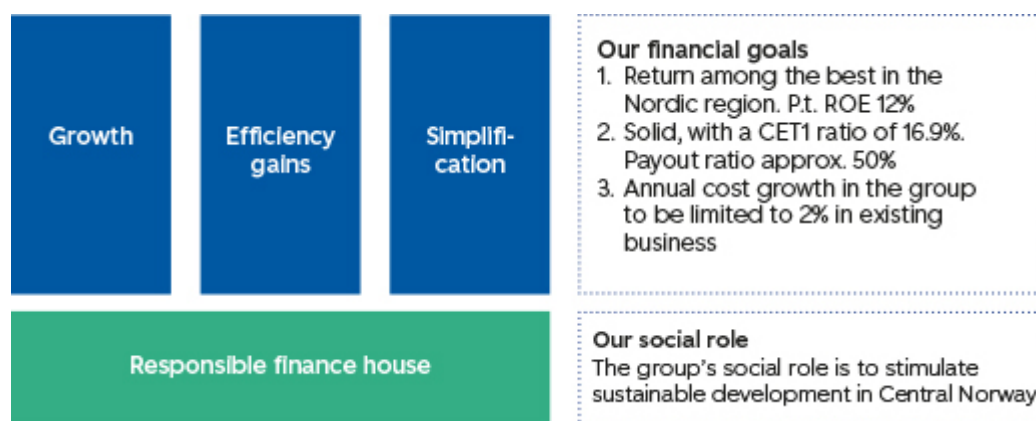 Growth
Efficiency
gains
Simplifi-
cation
Our financial goals
1. Return among the best in the
Nordic region. P.t. ROE 12%
2. Solid, with a CET1 ratio of 16.9%.
Payout ratio approx. 50%
3. Annual cost growth in the group
to be limited to 2% in existing
business
Responsible finance house
Our social role
The group's social role is to stimulate
sustainable development in Central Norway